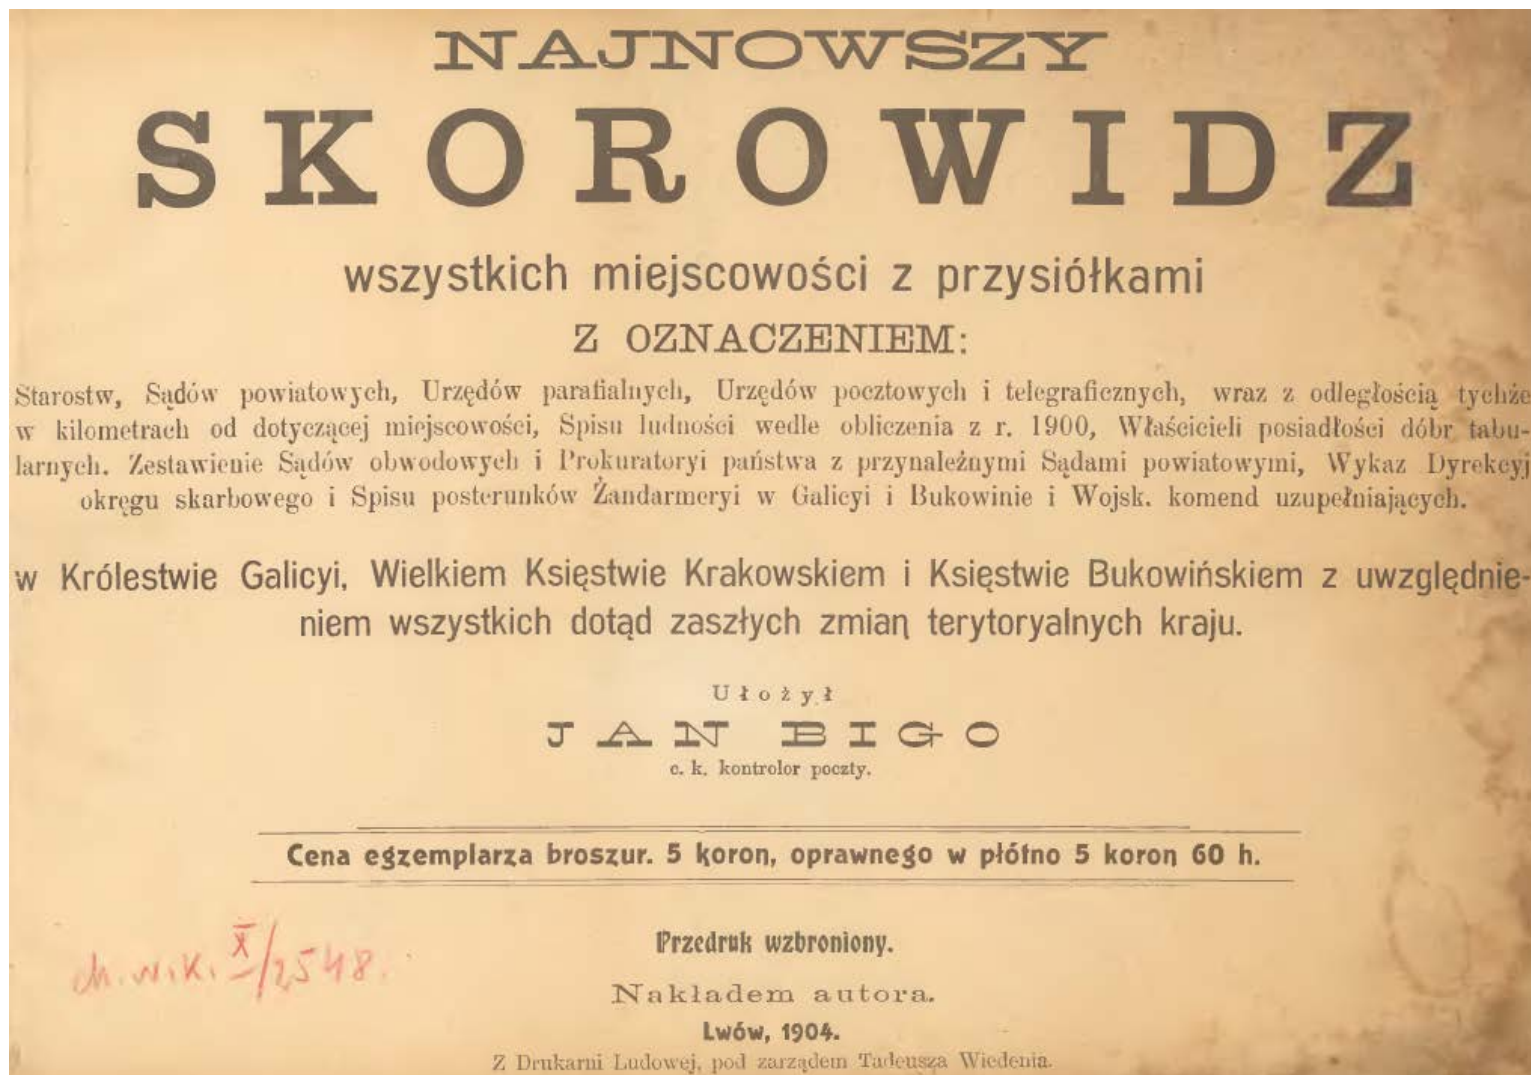 NAJNOWSZY
SKOROWIDZ
wszystkich miejscowości z przysiółkami
Z OZNACZENIEM:
Starostw, Sądów powiatowych, Urzędów parafialnych, Urzędów pocztowych i telegraficznych, wraz z odległością tychże
w kilometrach od dotyczącej miejscowości, Spisu ludności wedle obliczenia z r. 1900, Właścicieli posiadłości dóbr tabu-
larnych. Zestawienie Sądów obwodowych i Prokuratoryi państwa z przynależnymi Sądami powiatowymi, Wykaz Dyrekcyj
okręgu skarbowego i Spisu posterunków Żandarmeryi w Galicyi i Bukowinie i Wojsk. komend uzupełniających.
w Królestwie Galicyi, Wielkiem Księstwie Krakowskiem i Księstwie Bukowińskiem z uwzględnie-
niem wszystkich dotąd zaszłych zmian terytoryalnych kraju.
Ułożył
JAN BIGO
c. k. kontrolor poczty.
Cena egzemplarza broszur. 5 koron, oprawnego w płótno 5 koron 60 h.
Przedruk wzbroniony.
ch. w. K. X/2548.
Nakładem autora.
Lwów, 1904.
Z Drukarni Ludowej, pod zarządem Tadeusza Wiedenia.